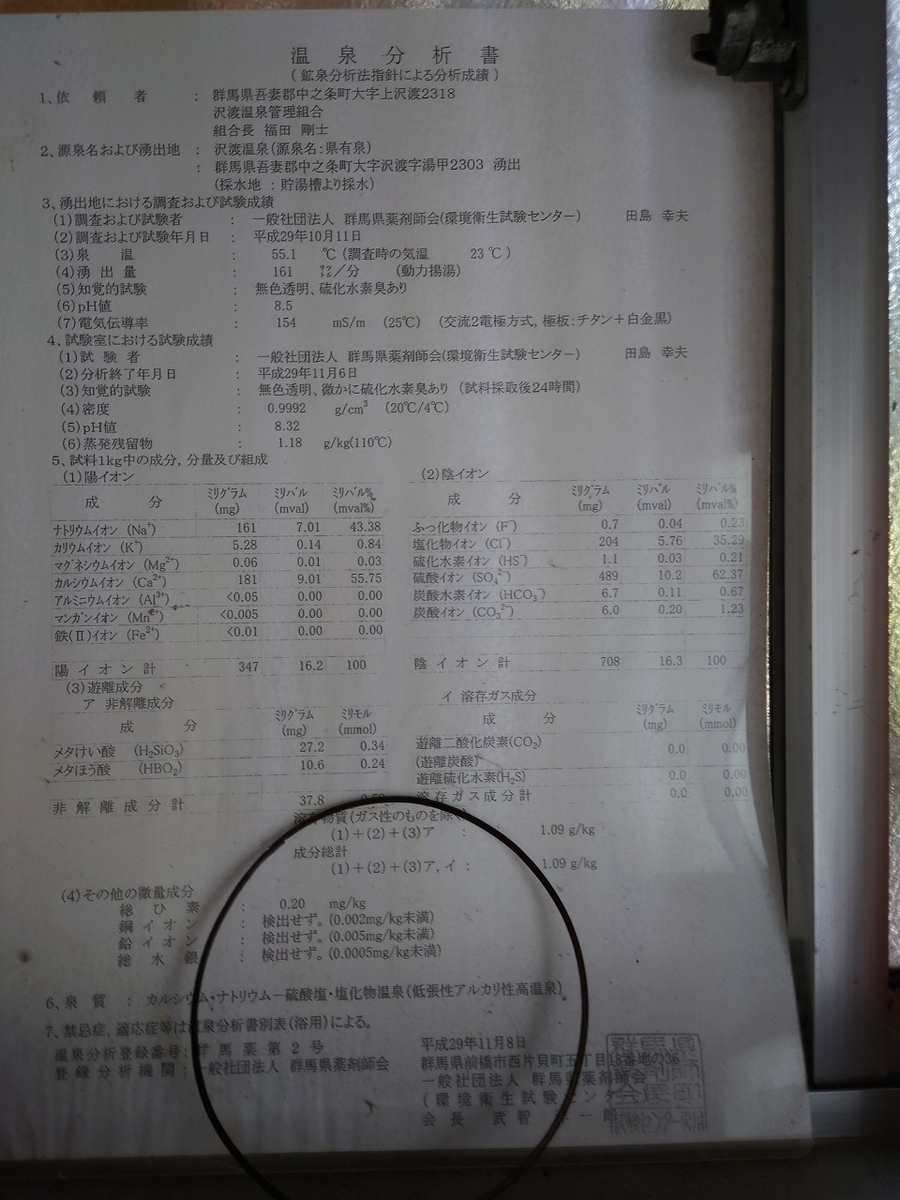 温泉分析書
(鉱泉分析法指針による分析成績)
1、依頼者 : 群馬県吾妻郡中之条町大字上沢渡2318
沢渡温泉管理組合
組合長 福田 剛士
2、源泉名および湧出地 : 沢渡温泉(源泉名:県有泉)
: 群馬県吾妻郡中之条町大字沢渡字湯甲2303 湧出
(採水地 : 貯湯槽より採水)
3、湧出地における調査および試験成績
(1)調査および試験者 : 一般社団法人 群馬県薬剤師会(環境衛生試験センター) 田島 幸夫
(2)調査および試験年月日 : 平成29年10月11日
(3)泉温 : 55.1 ℃(調査時の気温 23℃)
(4)湧出量 : 161 ㍑/分 (動力揚湯)
(5)知覚的試験 : 無色透明、硫化水素臭あり
(6)pH値 : 8.5
(7)電気伝導率 : 154 mS/m (25℃) (交流2電極方式, 極板:チタン+白金黒)
4、試験室における試験成績
(1)試験者 : 一般社団法人 群馬県薬剤師会(環境衛生試験センター) 田島 幸夫
(2)分析終了年月日 : 平成29年11月6日
(3)知覚的試験 : 無色透明、微かに硫化水素臭あり (試料採取後24時間)
(4)密度 : 0.9992 g/cm³ (20℃/4℃)
(5)pH値 : 8.32
(6)蒸発残留物 : 1.18 g/kg(110℃)
5、試料1kg中の成分, 分量及び組成
(1)陽イオン
成分 ミリグラム(mg) ミリバル(mval) ミリバル%(mval%)
ナトリウムイオン (Na⁺) 161 7.01 43.38
カリウムイオン (K⁺) 5.28 0.14 0.84
マグネシウムイオン (Mg²⁺) 0.06 0.01 0.03
カルシウムイオン (Ca²⁺) 181 9.01 55.75
アルミニウムイオン (Al³⁺) <0.05 0.00 0.00
マンガンイオン (Mn²⁺) <0.005 0.00 0.00
鉄(Ⅱ)イオン (Fe²⁺) <0.01 0.00 0.00
陽イオン計 347 16.2 100
(2)陰イオン
成分 ミリグラム(mg) ミリバル(mval) ミリバル%(mval%)
ふっ化物イオン (F⁻) 0.7 0.04 0.23
塩化物イオン (Cl⁻) 204 5.76 35.29
硫化水素イオン (HS⁻) 1.1 0.03 0.21
硫酸イオン (SO₄²⁻) 489 10.2 62.37
炭酸水素イオン (HCO₃⁻) 6.7 0.11 0.67
炭酸イオン (CO₃²⁻) 6.0 0.20 1.23
陰イオン計 708 16.3 100
(3)遊離成分
ア 非解離成分
成分 ミリグラム(mg) ミリモル(mmol)
メタけい酸 (H₂SiO₃) 27.2 0.34
メタほう酸 (HBO₂) 10.6 0.24
非解離成分計 37.8
イ 溶存ガス成分
成分 ミリグラム(mg) ミリモル(mmol)
遊離二酸化炭素(CO₂) 0.0 0.00
(遊離炭酸)
遊離硫化水素(H₂S) 0.0 0.00
溶存ガス成分計 0.0 0.00
溶存物質(ガス性のものを除く)
(1)+(2)+(3)ア : 1.09 g/kg
成分総計
(1)+(2)+(3)ア, イ : 1.09 g/kg
(4)その他の微量成分
総ひ素 : 0.20 mg/kg
銅イオン : 検出せず。(0.002mg/kg未満)
鉛イオン : 検出せず。(0.005mg/kg未満)
総水銀 : 検出せず。(0.0005mg/kg未満)
6、泉質 : カルシウム・ナトリウム-硫酸塩・塩化物温泉(低張性アルカリ性高温泉)
7、禁忌症, 適応症等は温泉分析書別表(浴用)による。
平成29年11月8日
温泉分析登録番号: 群馬薬第2号
登録分析機関 : 一般社団法人 群馬県薬剤師会
群馬県前橋市西片貝町五丁目18番地の36
一般社団法人 群馬県薬剤師会
(環境衛生試験センター
会長 武智